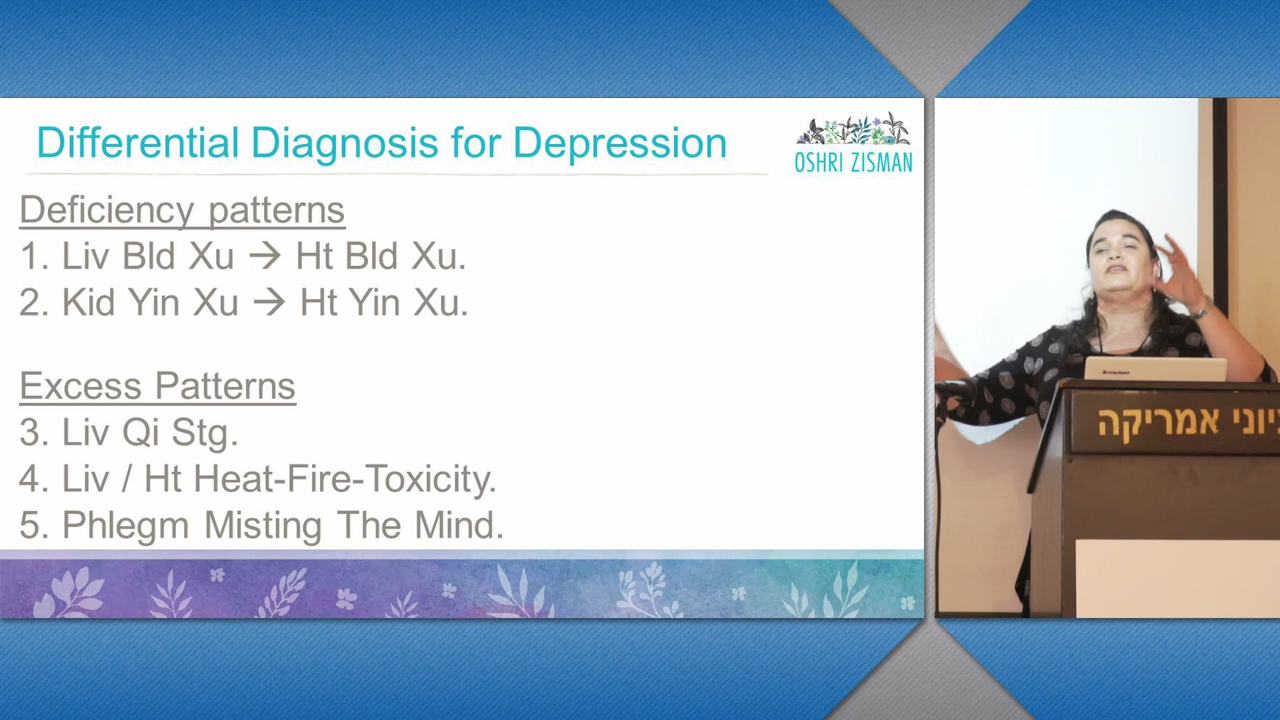 Differential Diagnosis for Depression
OSHRI ZISMAN
Deficiency patterns
1. Liv Bld Xu → Ht Bld Xu.
2. Kid Yin Xu → Ht Yin Xu.
Excess Patterns
3. Liv Qi Stg.
4. Liv / Ht Heat-Fire-Toxicity.
5. Phlegm Misting The Mind.
lenovo
יוני אמריקה